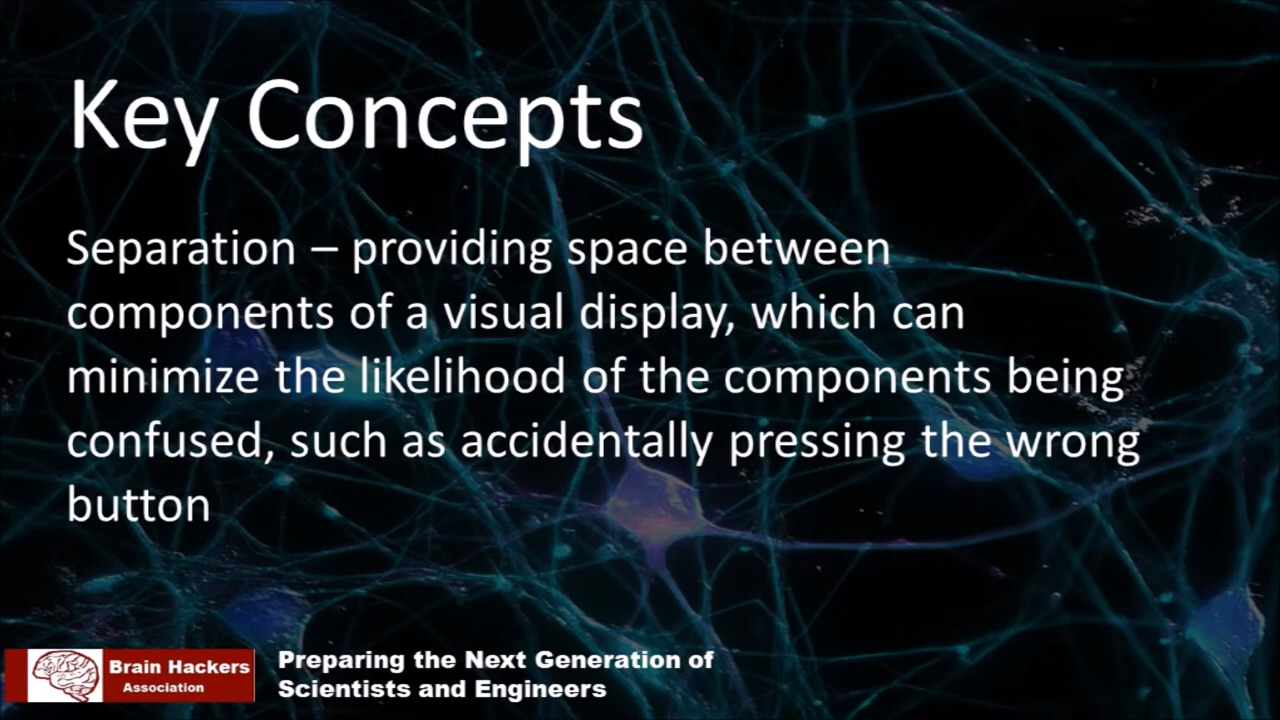 Key Concepts
Separation – providing space between
components of a visual display, which can
minimize the likelihood of the components being
confused, such as accidentally pressing the wrong
button
Brain Hackers
Association
Preparing the Next Generation of
Scientists and Engineers